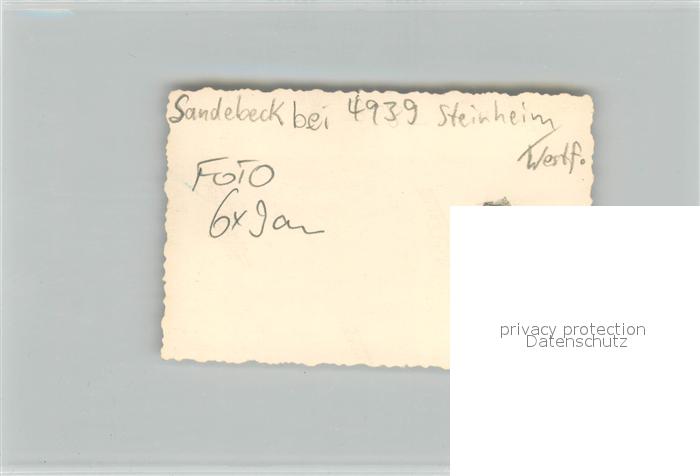 Sandebeck bei 4939 Steinheim
Westf.
FOTO
6x9cm
privacy protection
Datenschutz